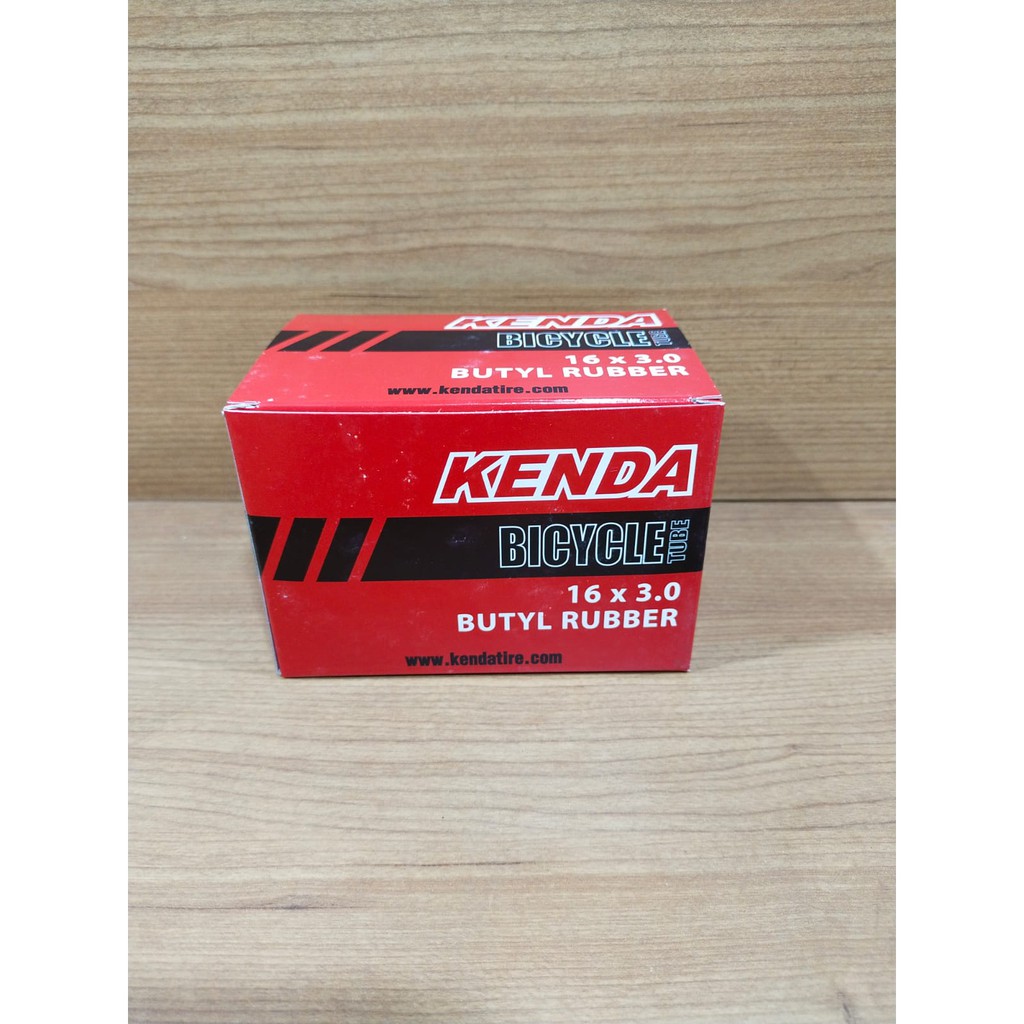 KENDA
BICYCLE TUBE
16 x 3.0
BUTYL RUBBER
www.kendatire.com
KENDA
BICYCLE TUBE
16 x 3.0
BUTYL RUBBER
www.kendatire.com